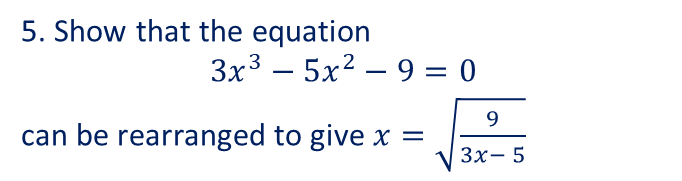 5. Show that the equation
3x³ − 5x² − 9 = 0
can be rearranged to give x = √(9/(3x− 5))